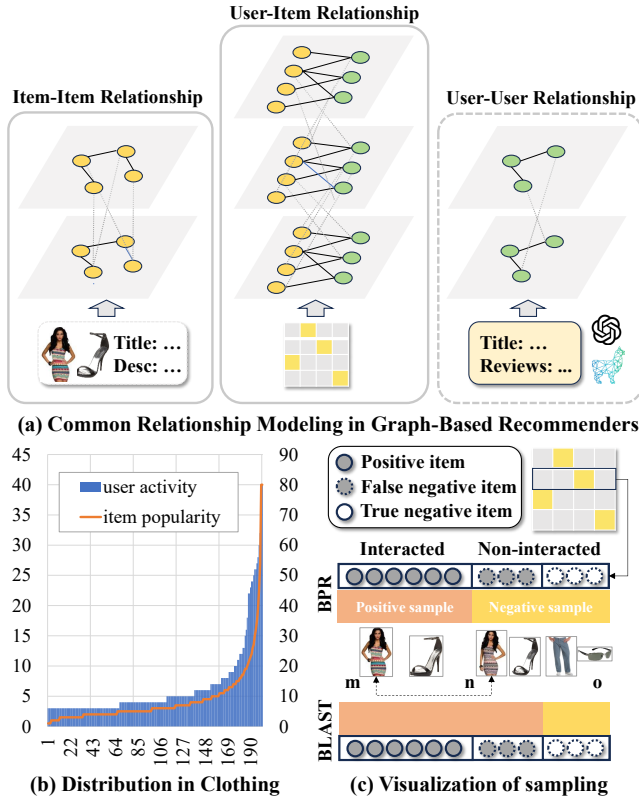 User-Item Relationship
Item-Item Relationship
User-User Relationship
Title: ...
Desc: ...
Title: ...
Reviews: ...
(a) Common Relationship Modeling in Graph-Based Recommenders
45
40
35
30
25
20
15
10
5
0
user activity
item popularity
90
80
70
60
50
40
30
20
10
0
1
22
43
64
85
106
127
148
169
190
(b) Distribution in Clothing
Positive item
False negative item
True negative item
Interacted Non-interacted
BPR
Positive sample Negative sample
m n o
BLAST
(c) Visualization of sampling